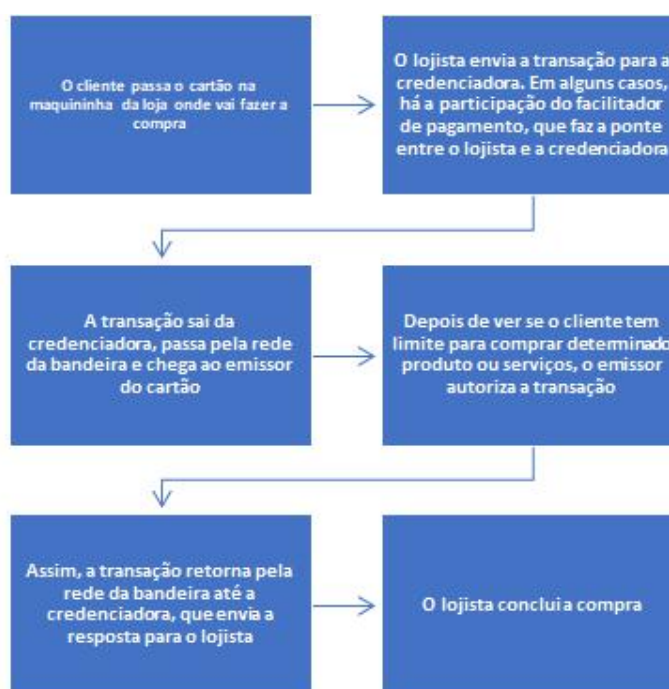 O cliente passa o cartão na
maquininha da loja onde vai fazer a
compra
O lojista envia a transação para a
credenciadora. Em alguns casos,
há a participação do facilitador
de pagamento, que faz a ponte
entre o lojista e a credenciadora
A transação sai da
credenciadora, passa pela rede
da bandeira e chega ao emissor
do cartão
Depois de ver se o cliente tem
limite para comprar determinado
produto ou serviços, o emissor
autoriza a transação
Assim, a transação retorna pela
rede da bandeira até a
credenciadora, que envia a
resposta para o lojista
O lojista conclui a compra